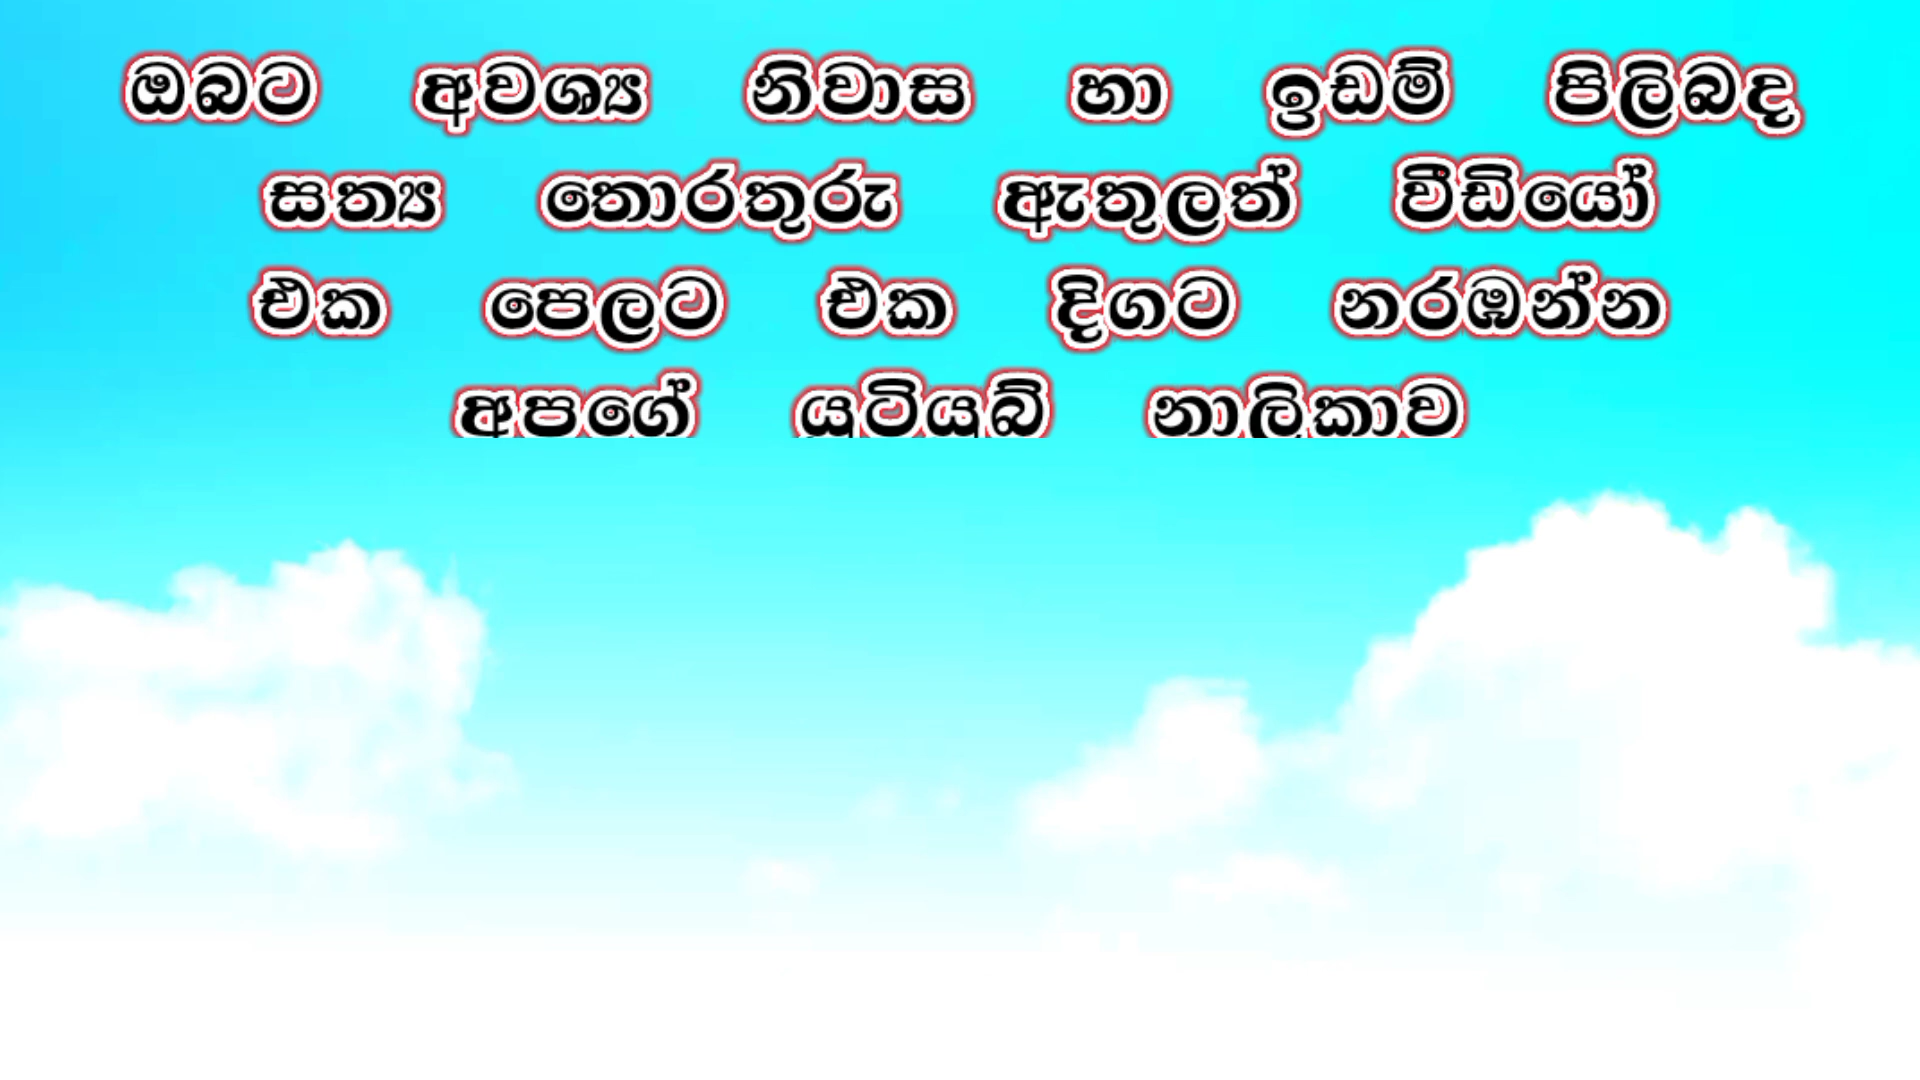 ඔබට අවශ්‍ය නිවාස හා ඉඩම් පිලිබද
සත්‍ය තොරතුරු ඇතුලත් වීඩියෝ
එක පෙලට එක දිගට නරඹන්න
අපගේ යුටියුබ් නාලිකාව